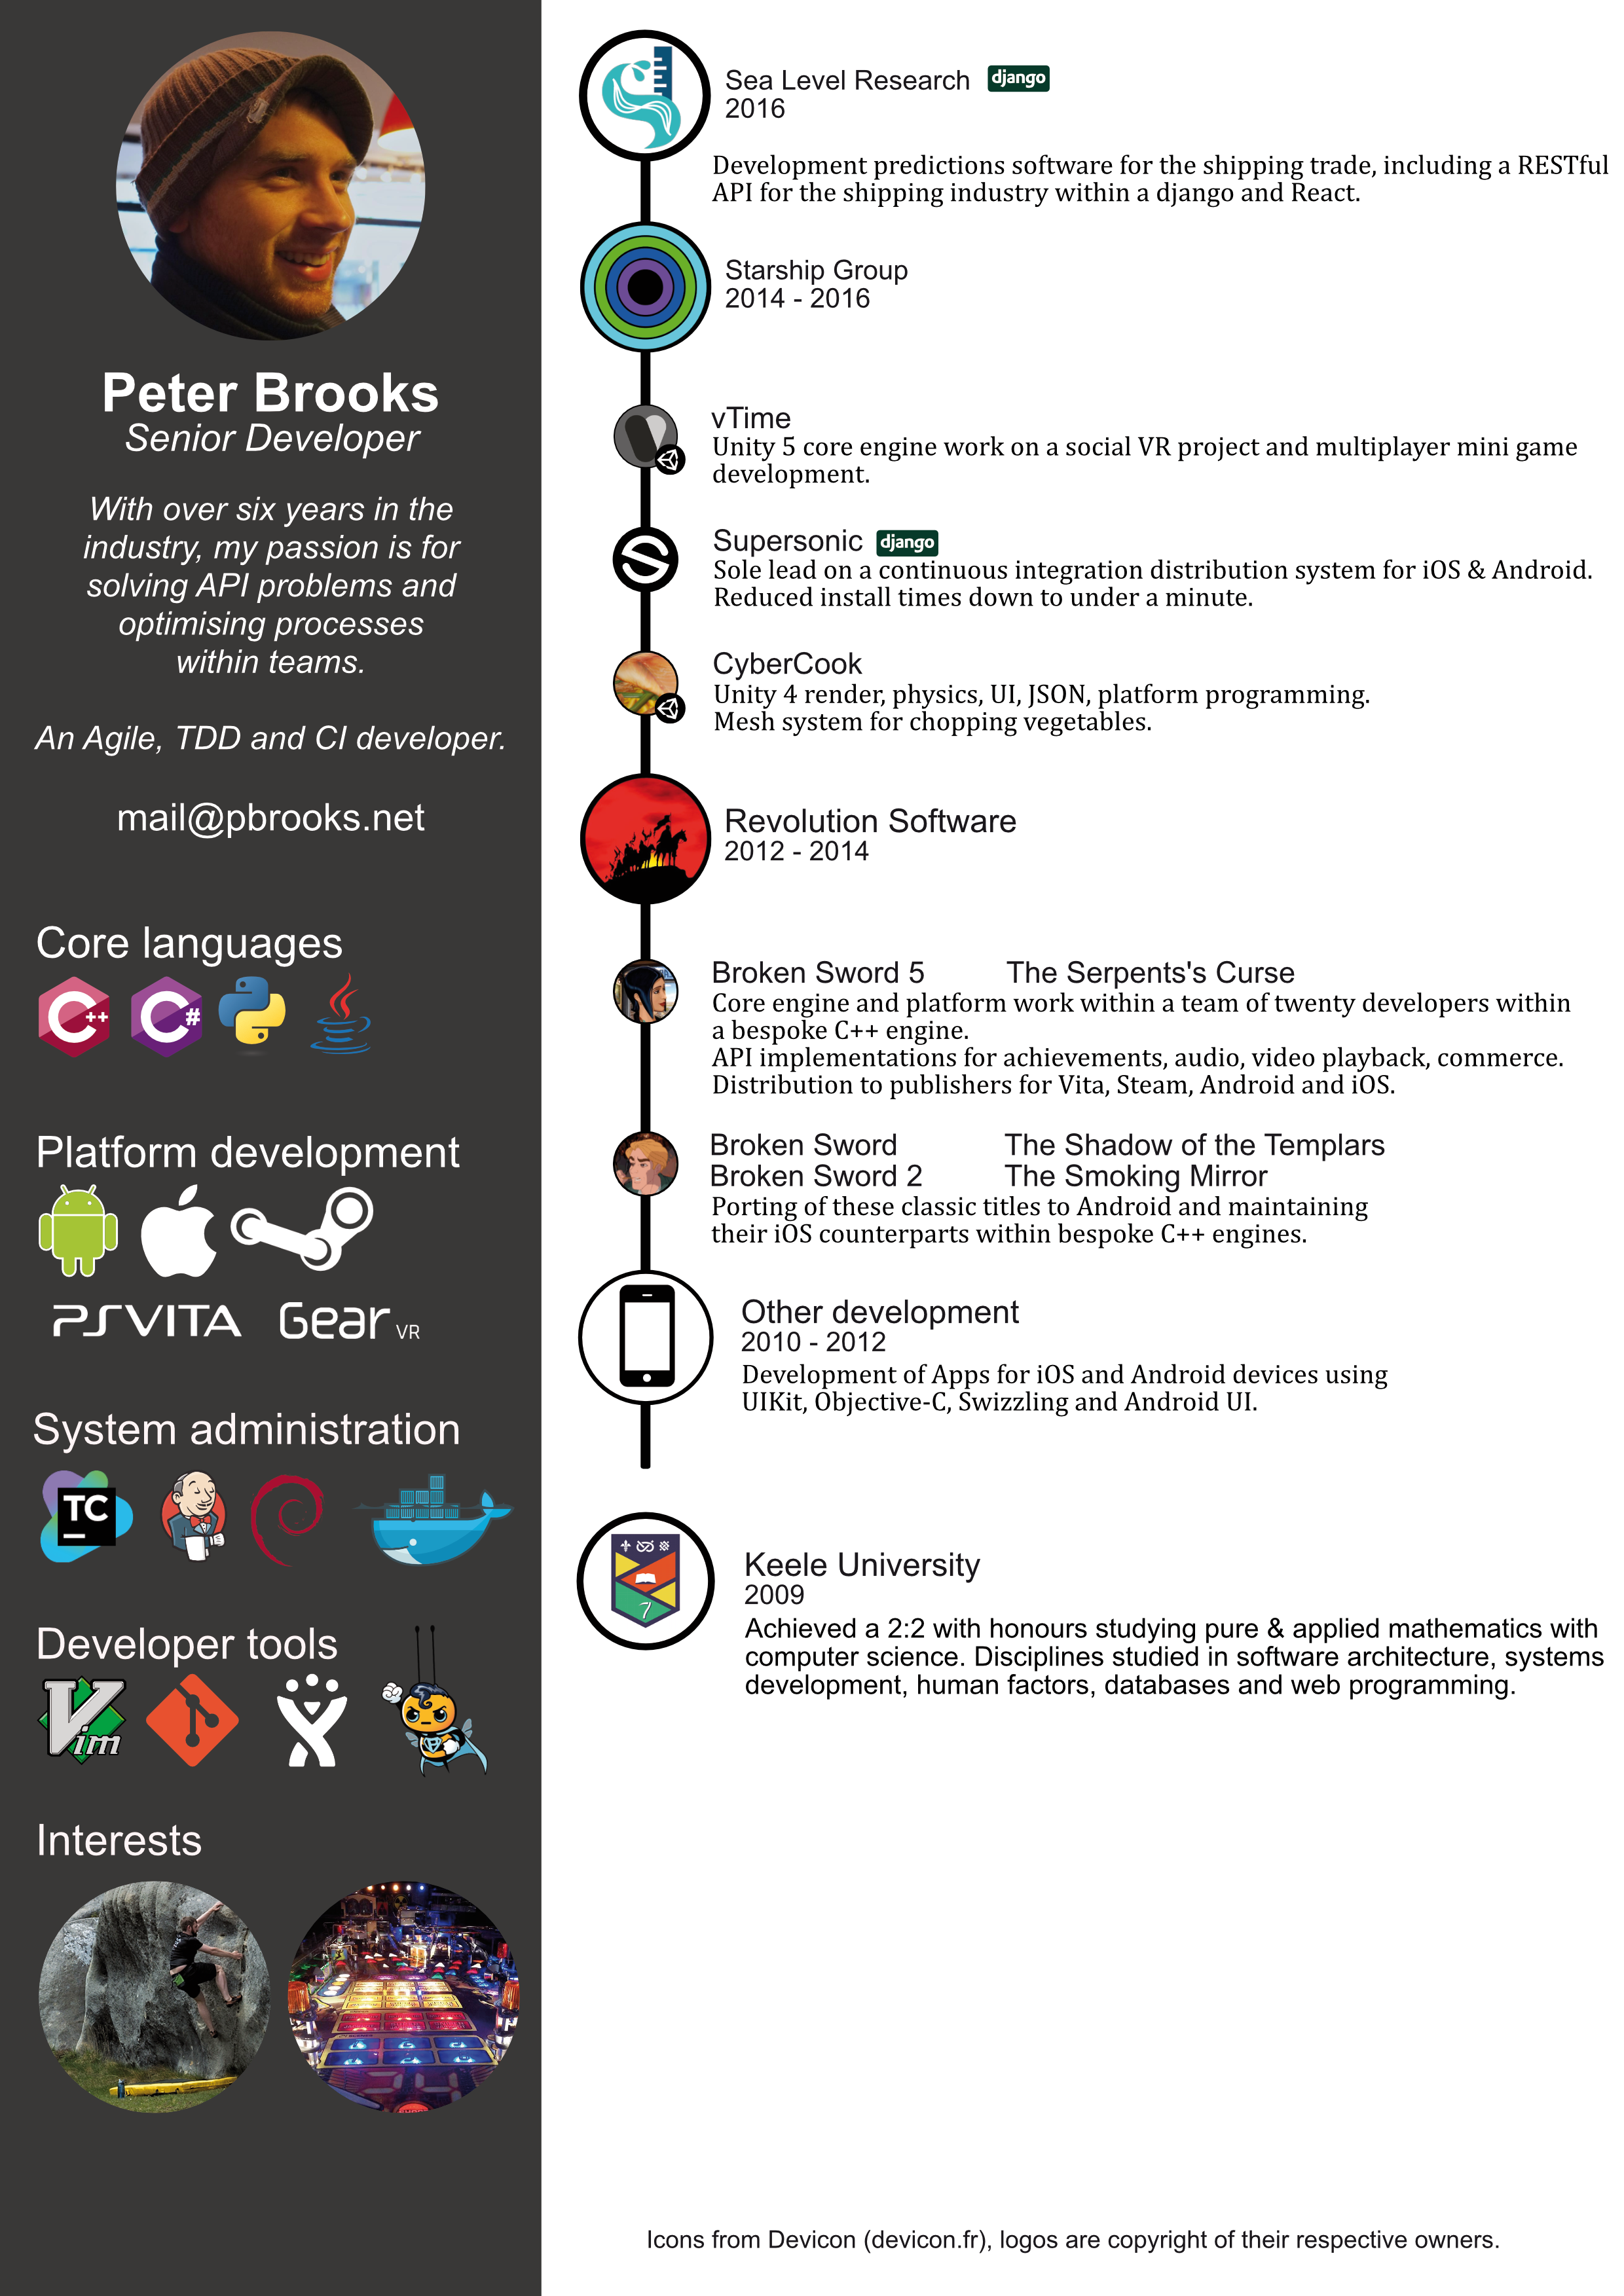 Peter Brooks
Senior Developer
With over six years in the
industry, my passion is for
solving API problems and
optimising processes
within teams.
An Agile, TDD and CI developer.
mail@pbrooks.net
Core languages
C++
C#
Platform development
PSVITA
Gear VR
System administration
TC
Developer tools
Vim
Interests
Sea Level Research django
2016
Development predictions software for the shipping trade, including a RESTful
API for the shipping industry within a django and React.
Starship Group
2014 - 2016
vTime
Unity 5 core engine work on a social VR project and multiplayer mini game
development.
Supersonic django
Sole lead on a continuous integration distribution system for iOS & Android.
Reduced install times down to under a minute.
CyberCook
Unity 4 render, physics, UI, JSON, platform programming.
Mesh system for chopping vegetables.
Revolution Software
2012 - 2014
Broken Sword 5 The Serpents's Curse
Core engine and platform work within a team of twenty developers within
a bespoke C++ engine.
API implementations for achievements, audio, video playback, commerce.
Distribution to publishers for Vita, Steam, Android and iOS.
Broken Sword The Shadow of the Templars
Broken Sword 2 The Smoking Mirror
Porting of these classic titles to Android and maintaining
their iOS counterparts within bespoke C++ engines.
Other development
2010 - 2012
Development of Apps for iOS and Android devices using
UIKit, Objective-C, Swizzling and Android UI.
Keele University
2009
Achieved a 2:2 with honours studying pure & applied mathematics with
computer science. Disciplines studied in software architecture, systems
development, human factors, databases and web programming.
Icons from Devicon (devicon.fr), logos are copyright of their respective owners.